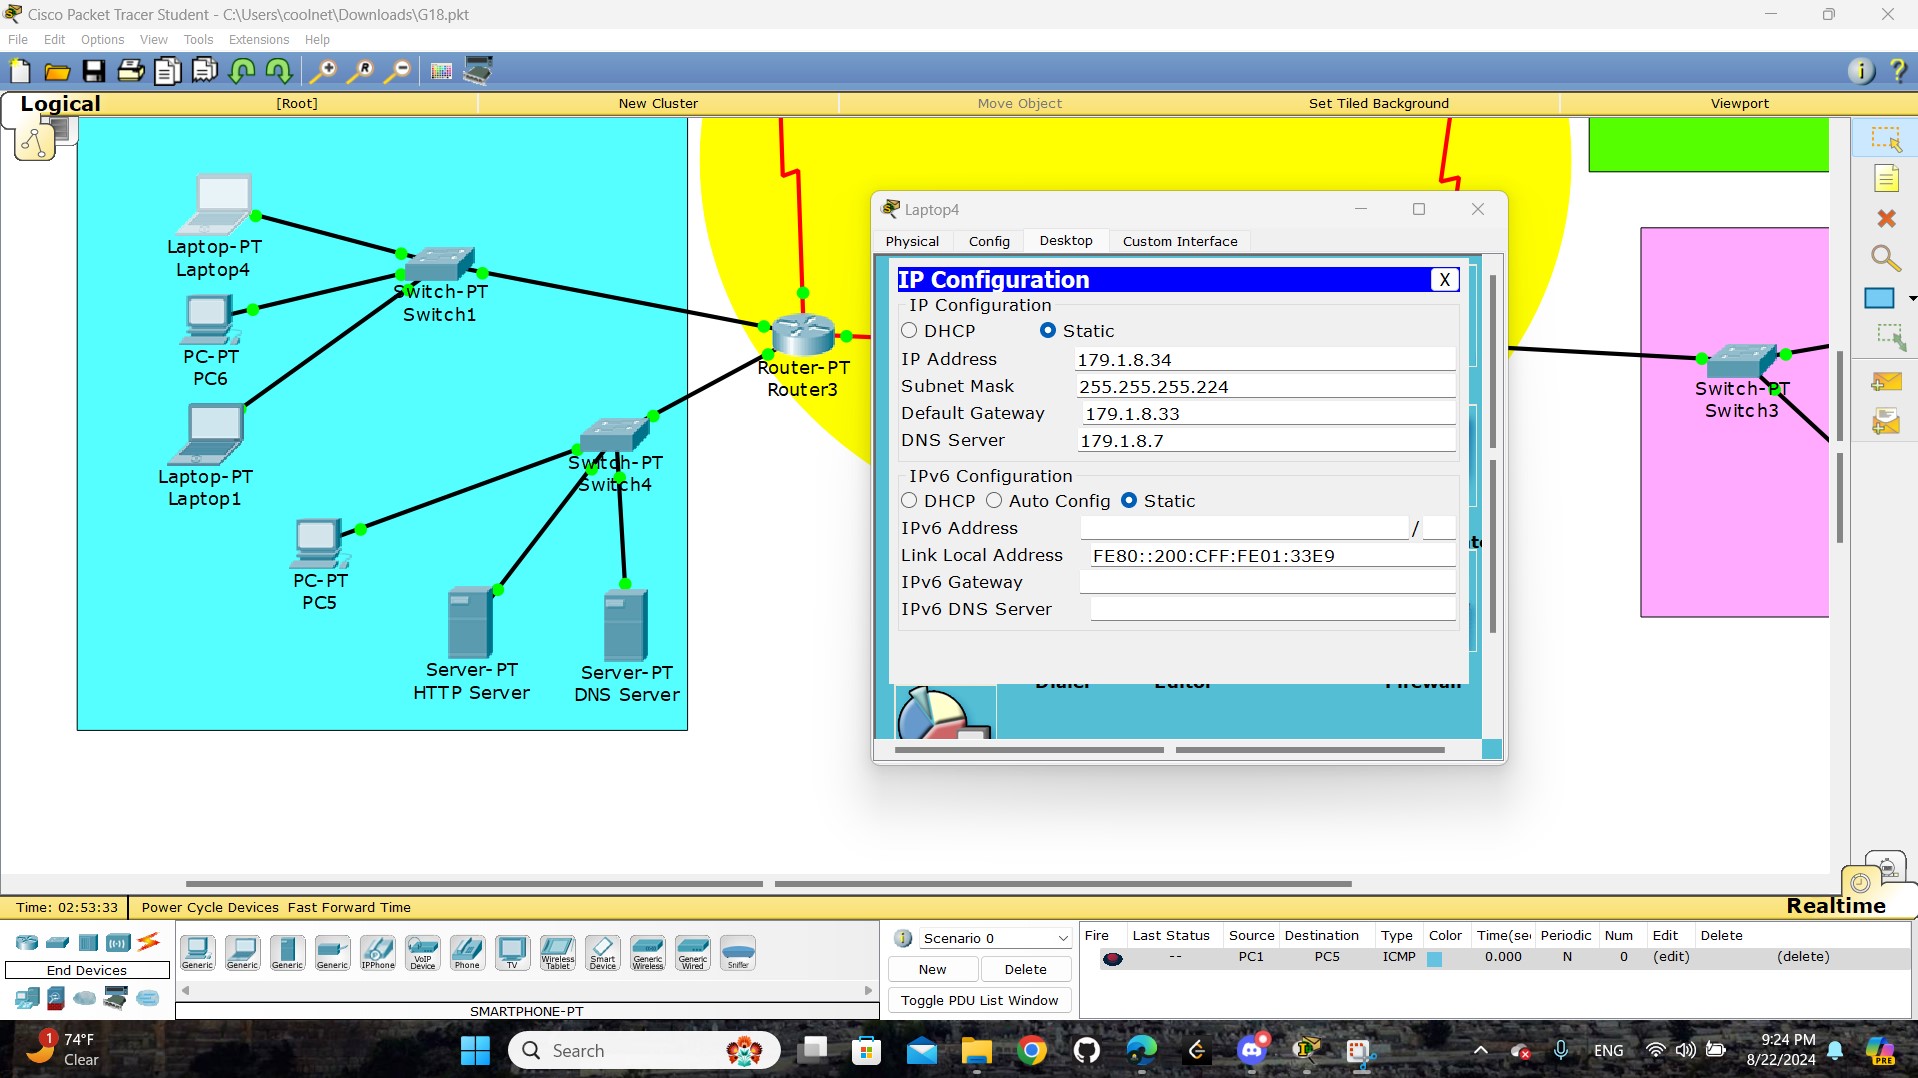 Cisco Packet Tracer Student - C:\Users\coolnet\Downloads\G18.pkt
File Edit Options View Tools Extensions Help
Logical [Root] New Cluster Move Object Set Tiled Background Viewport
Laptop-PT
Laptop4
Switch-PT
Switch1
PC-PT
PC6
Laptop-PT
Laptop1
Router-PT
Router3
Switch-PT
Switch4
PC-PT
PC5
Server-PT
HTTP Server
Server-PT
DNS Server
Switch-PT
Switch3
Laptop4
Physical Config Desktop Custom Interface
IP Configuration X
IP Configuration
DHCP Static
IP Address 179.1.8.34
Subnet Mask 255.255.255.224
Default Gateway 179.1.8.33
DNS Server 179.1.8.7
IPv6 Configuration
DHCP Auto Config Static
IPv6 Address /
Link Local Address FE80::200:CFF:FE01:33E9
IPv6 Gateway
IPv6 DNS Server
Dialer Editor Firewall
Time: 02:53:33 Power Cycle Devices Fast Forward Time Realtime
End Devices
Generic Generic Generic Generic IPPhone VoIP Device Phone TV Wireless Tablet Smart Device Generic Wireless Generic Wired Sniffer
SMARTPHONE-PT
Scenario 0
New Delete
Toggle PDU List Window
Fire Last Status Source Destination Type Color Time(sec Periodic Num Edit Delete
-- PC1 PC5 ICMP 0.000 N 0 (edit) (delete)
1 74°F
Clear
Search
ENG
9:24 PM
8/22/2024
PRE